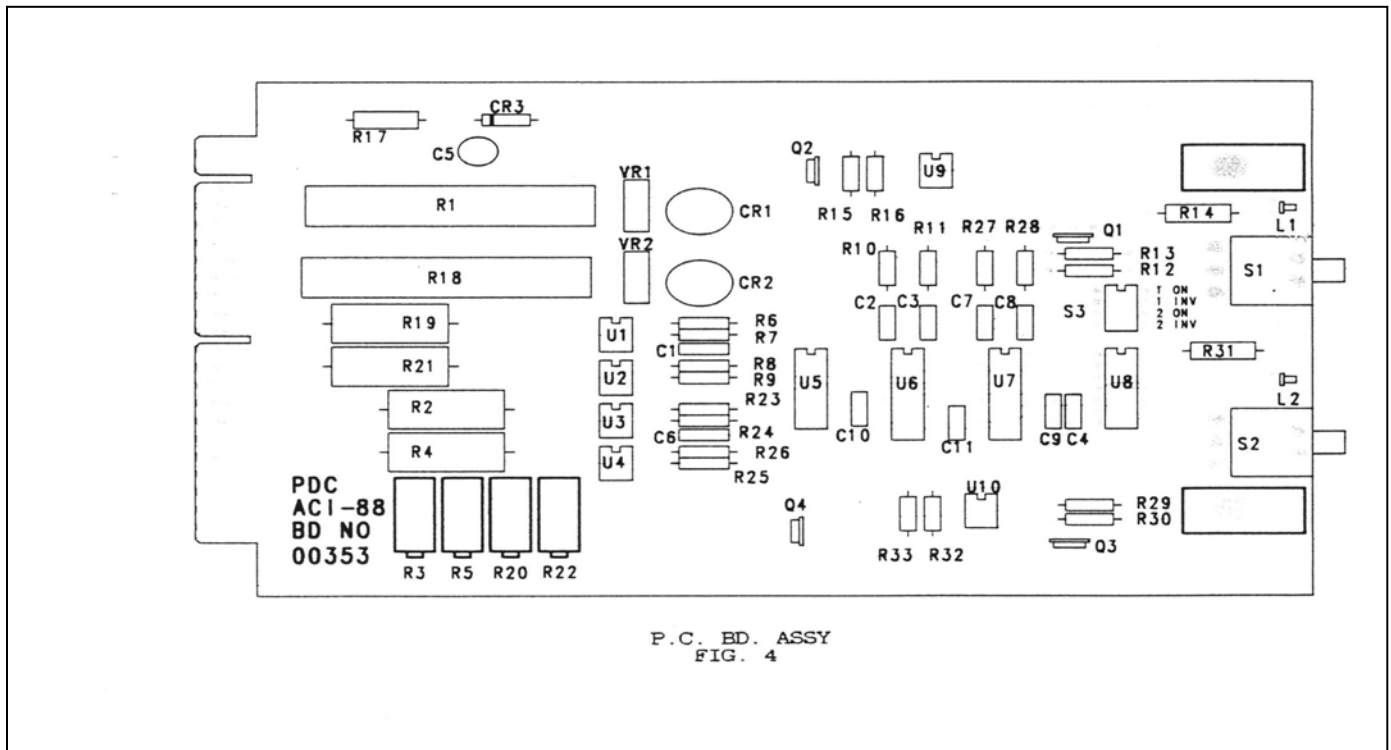 CR3
R17
C5
Q2
U9
VR1
R1
CR1
R15 R16
R14
L1
R11 R27 R28 Q1
VR2
R10
R13
R12
S1
R18
CR2
1 ON
1 INV
2 ON
2 INV
C2 C3 C7 C8
S3
R19
U1
R6
R7
C1
R31
R21
U2
R8
R9
U5 U6 U7 U8
L2
R2
U3
R23
R24
C6
C10 C11 C9 C4
S2
R4
U4
R26
R25
PDC
ACI-88
BD NO
00353
U10
Q4
R29
R30
Q3
R33 R32
R3 R5 R20 R22
P.C. BD. ASSY
FIG. 4